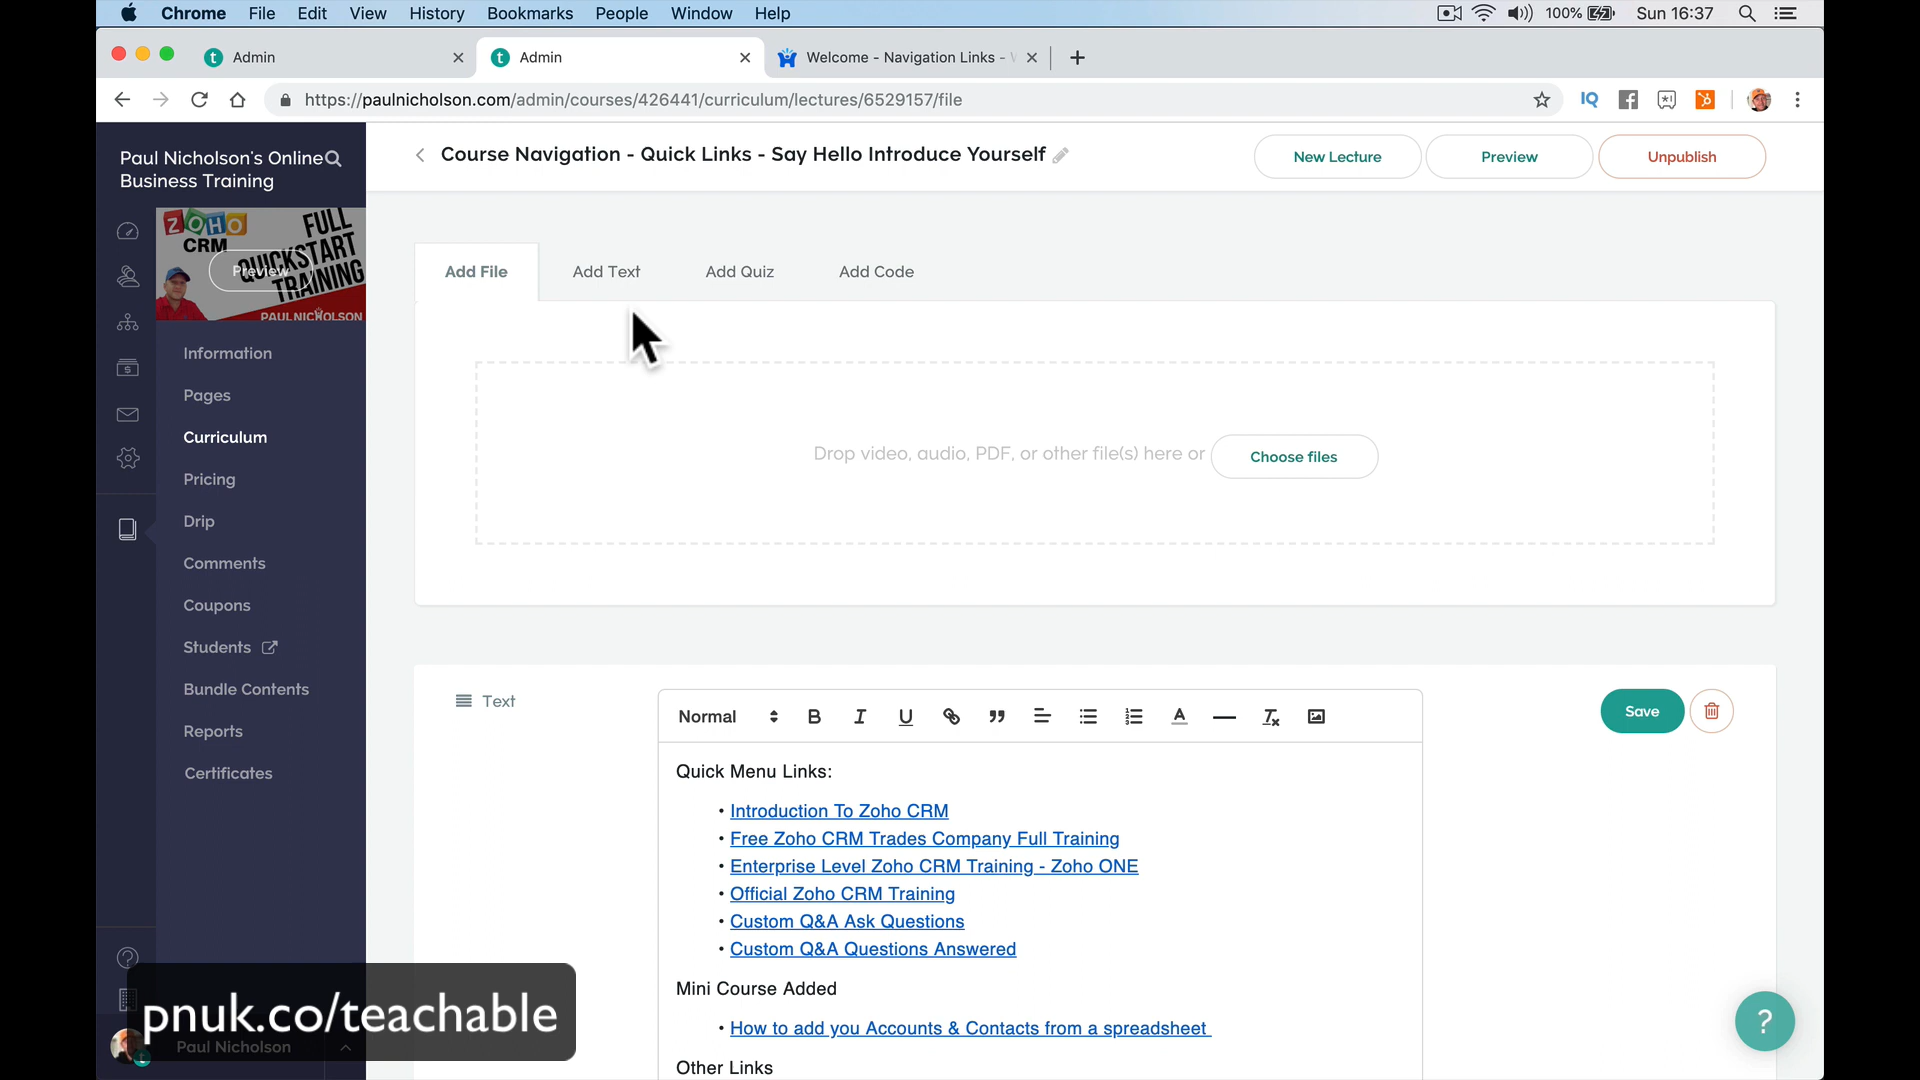 Chrome File Edit View History Bookmarks People Window Help 100% Sun 16:37
Admin Admin Welcome - Navigation Links -
https://paulnicholson.com/admin/courses/426441/curriculum/lectures/6529157/file IQ
Paul Nicholson's Online
Business Training
Course Navigation - Quick Links - Say Hello Introduce Yourself
New Lecture Preview Unpublish
ZOHO
CRM
FULL
QUICKSTART
TRAINING
PAUL NICHOLSON
Preview
Information
Pages
Curriculum
Pricing
Drip
Comments
Coupons
Students
Bundle Contents
Reports
Certificates
Add File Add Text Add Quiz Add Code
Drop video, audio, PDF, or other file(s) here or Choose files
Text
Normal B I U A
Save
Quick Menu Links:
• Introduction To Zoho CRM
• Free Zoho CRM Trades Company Full Training
• Enterprise Level Zoho CRM Training - Zoho ONE
• Official Zoho CRM Training
• Custom Q&A Ask Questions
• Custom Q&A Questions Answered
Mini Course Added
• How to add you Accounts & Contacts from a spreadsheet
Other Links
pnuk.co/teachable
Paul Nicholson
?